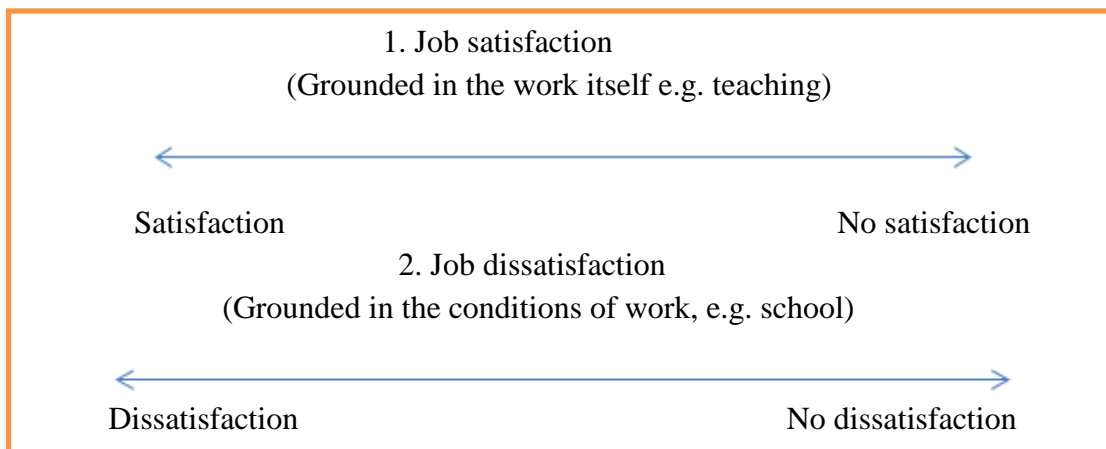 1. Job satisfaction
(Grounded in the work itself e.g. teaching)
Satisfaction No satisfaction
2. Job dissatisfaction
(Grounded in the conditions of work, e.g. school)
Dissatisfaction No dissatisfaction